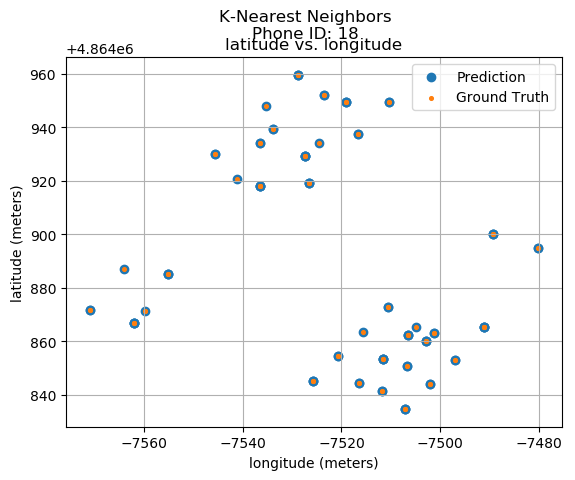 K-Nearest Neighbors
Phone ID: 18
latitude vs. longitude
+4.864e6
960
940
920
900
880
860
840
−7560
−7540
−7520
−7500
−7480
latitude (meters)
longitude (meters)
Prediction
Ground Truth